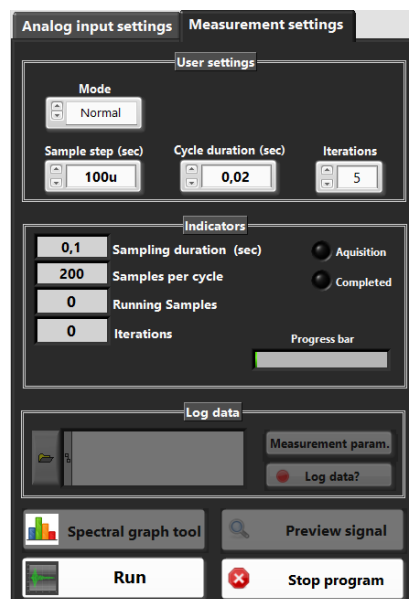 Analog input settings Measurement settings
User settings
Mode
Normal
Sample step (sec) Cycle duration (sec) Iterations
100u 0,02 5
Indicators
0,1 Sampling duration (sec) Aquisition
200 Samples per cycle Completed
0 Running Samples
0 Iterations Progress bar
Log data
Measurement param.
Log data?
Spectral graph tool Preview signal
Run Stop program